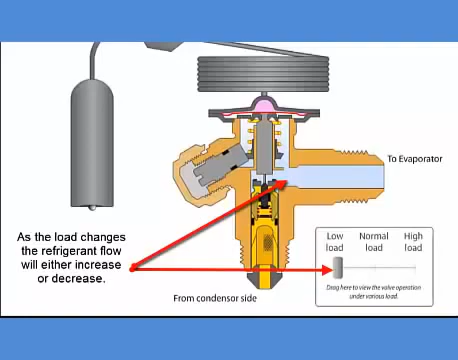 To Evaporator
As the load changes
the refrigerant flow
will either increase
or decrease.
Low
load
Normal
load
High
load
Drag here to view the valve operation
under various load.
From condensor side